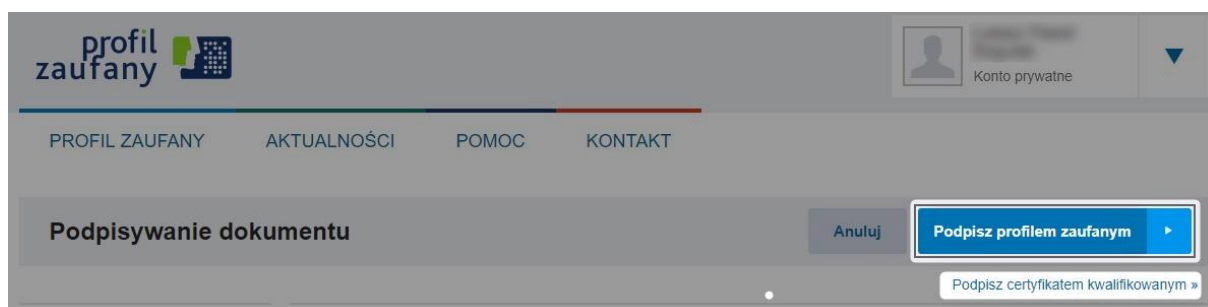 profil
zaufany
Konto prywatne
PROFIL ZAUFANY AKTUALNOŚCI POMOC KONTAKT
Podpisywanie dokumentu
Anuluj
Podpisz profilem zaufanym
Podpisz certyfikatem kwalifikowanym »